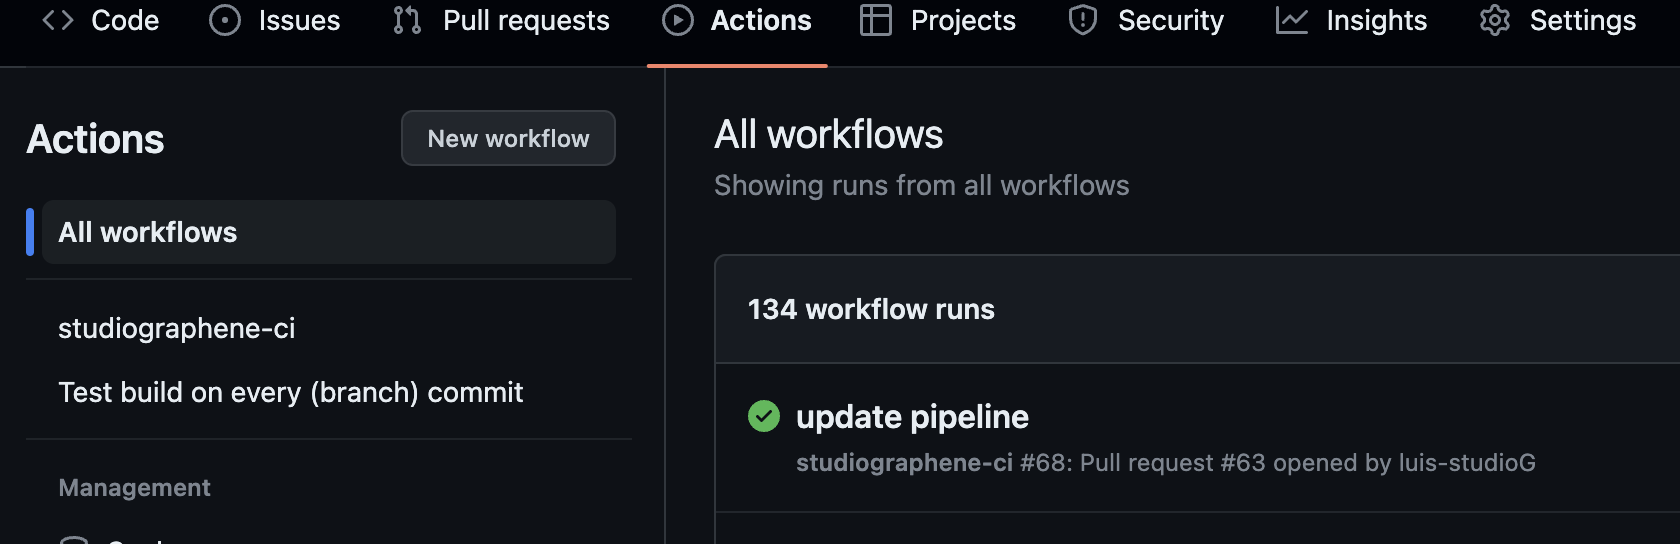 Code Issues Pull requests Actions Projects Security Insights Settings
Actions
New workflow
All workflows
studiographene-ci
Test build on every (branch) commit
Management
All workflows
Showing runs from all workflows
134 workflow runs
update pipeline
studiographene-ci #68: Pull request #63 opened by luis-studioG